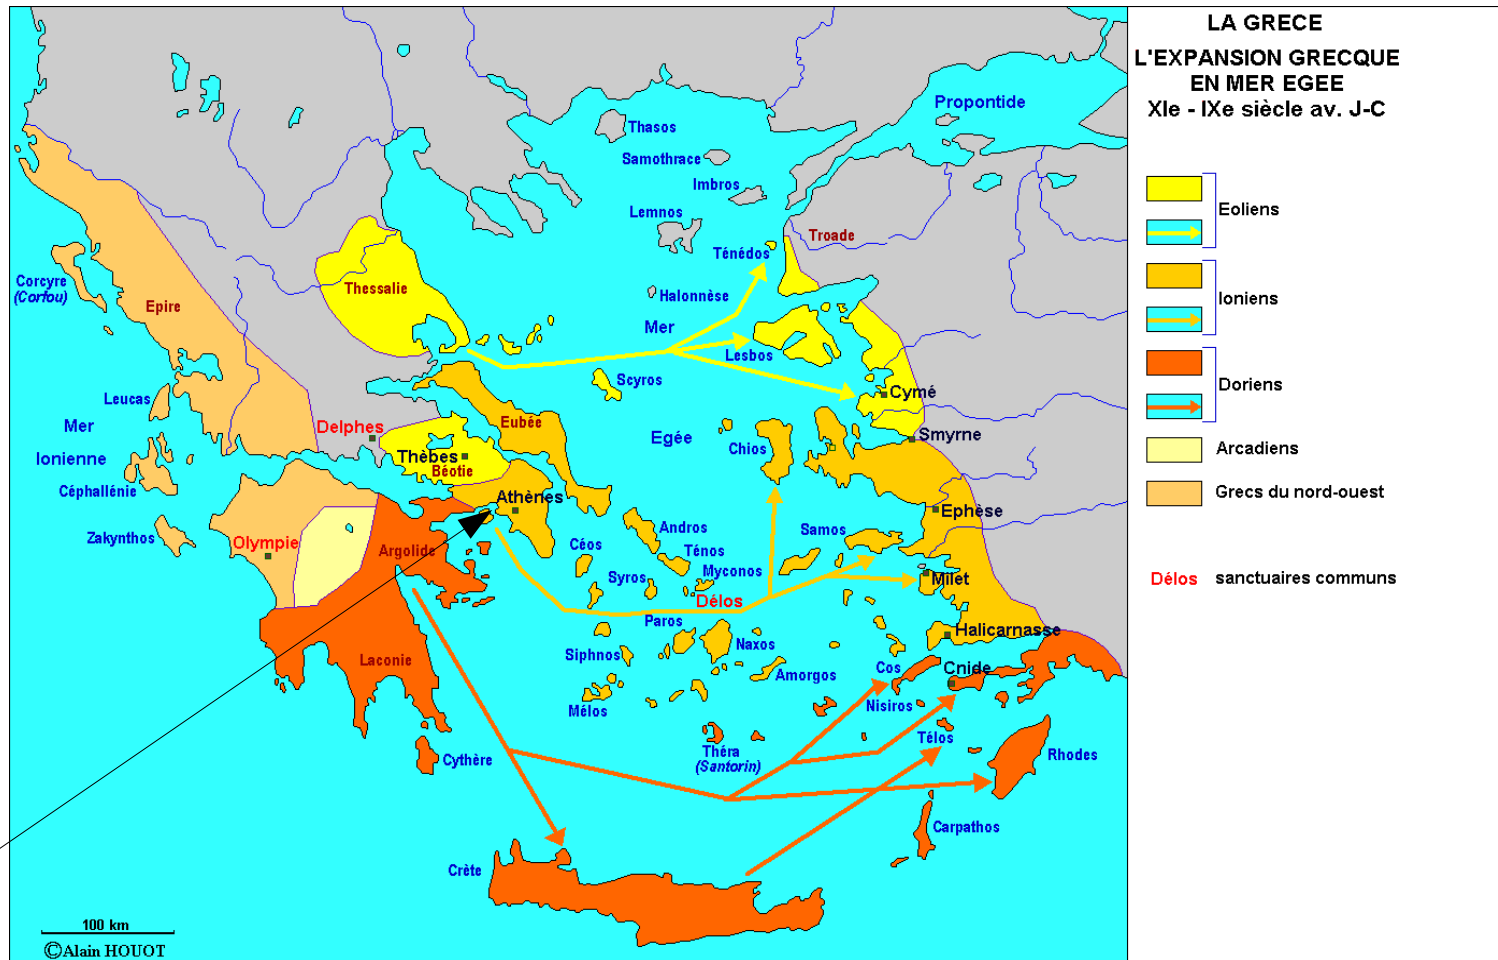 LA GRECE
L'EXPANSION GRECQUE
EN MER EGEE
XIe - IXe siècle av. J-C
Eoliens
Ioniens
Doriens
Arcadiens
Grecs du nord-ouest
Délos sanctuaires communs
Propontide
Thasos
Samothrace
Imbros
Lemnos
Troade
Ténédos
Corcyre
(Corfou)
Epire
Thessalie
Halonnèse
Mer
Lesbos
Scyros
Cymé
Leucas
Delphes
Eubée
Egée
Chios
Smyrne
Mer
Ionienne
Thèbes
Béotie
Céphallénie
Athènes
Ephèse
Zakynthos
Olympie
Argolide
Andros
Samos
Céos
Ténos
Syros
Myconos
Milet
Délos
Paros
Naxos
Halicarnasse
Siphnos
Laconie
Amorgos
Cos
Cnide
Mélos
Nisiros
Télos
Théra
(Santorin)
Cythère
Rhodes
Carpathos
Crète
100 km
©Alain HOUOT